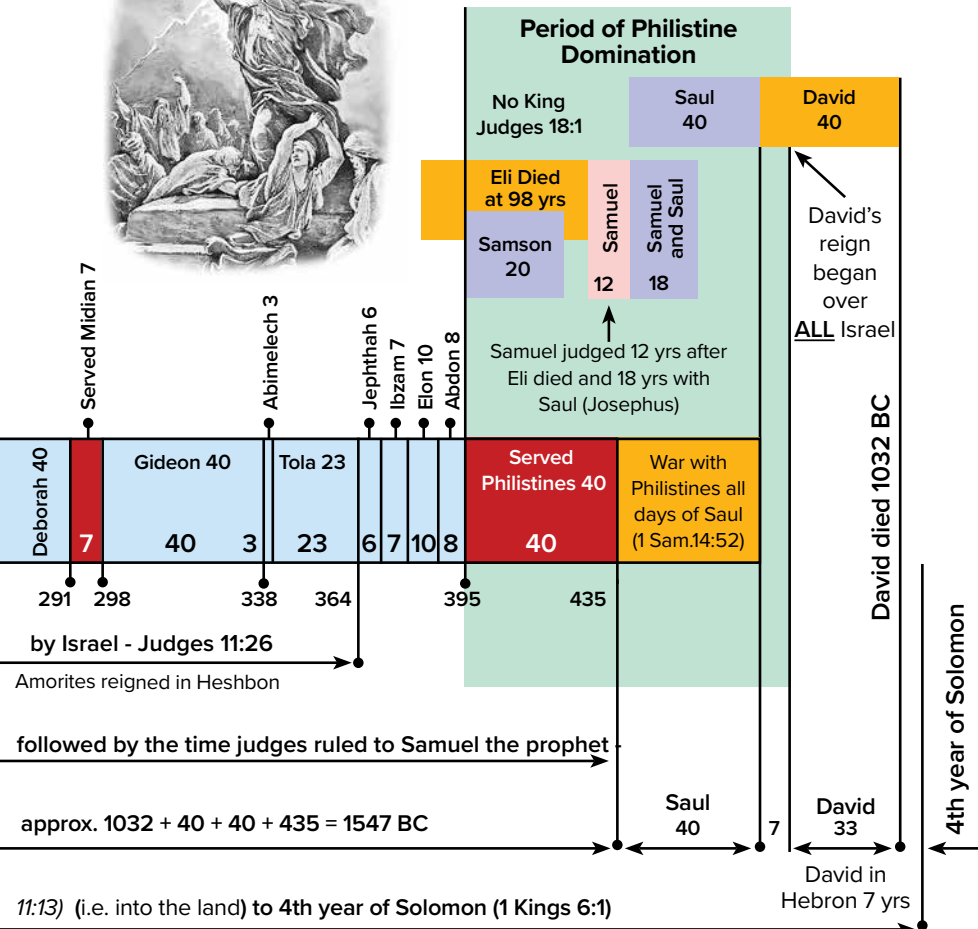 Period of Philistine
Domination
No King
Judges 18:1
Saul
40
David
40
Eli Died
at 98 yrs
Samson
20
Samuel
12
Samuel
and Saul
18
David's
reign
began
over
ALL Israel
Samuel judged 12 yrs after
Eli died and 18 yrs with
Saul (Josephus)
Served Midian 7
Abimelech 3
Jephthah 6
Ibzam 7
Elon 10
Abdon 8
Deborah 40
7
Gideon 40
40
3
Tola 23
23
6
7
10
8
Served
Philistines 40
40
War with
Philistines all
days of Saul
(1 Sam.14:52)
David died 1032 BC
4th year of Solomon
291
298
338
364
395
435
by Israel - Judges 11:26
Amorites reigned in Heshbon
followed by the time judges ruled to Samuel the prophet -
approx. 1032 + 40 + 40 + 435 = 1547 BC
Saul
40
7
David
33
David in
Hebron 7 yrs
11:13) (i.e. into the land) to 4th year of Solomon (1 Kings 6:1)